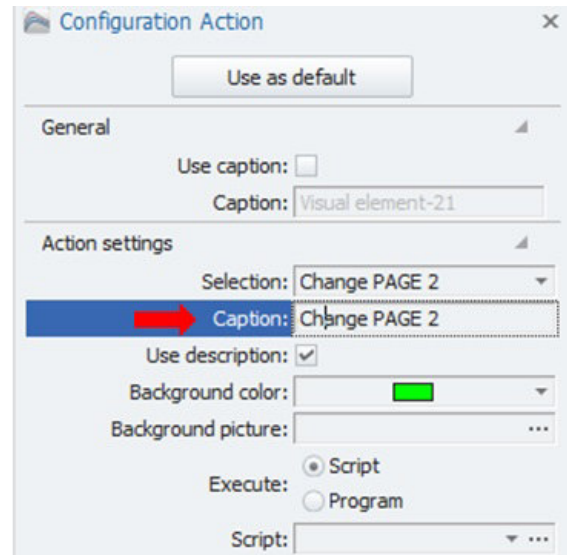 Configuration Action
Use as default
General
Use caption:
Caption: Visual element-21
Action settings
Selection: Change PAGE 2
Caption: Change PAGE 2
Use description:
Background color:
Background picture: ...
Execute: Script
Program
Script: ...